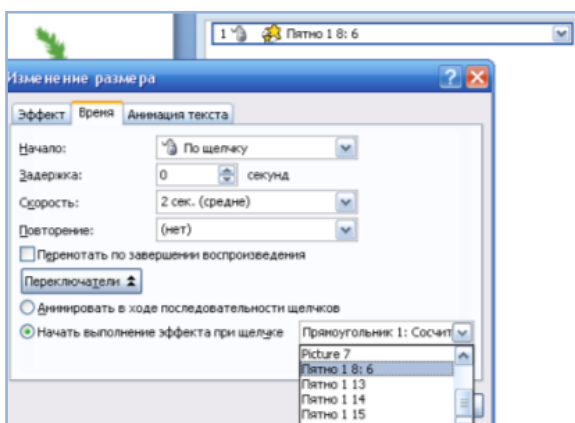 1 Пятно 1 8: 6
Изменение размера
Эффект Время Анимация текста
Начало: По щелчку
Задержка: 0 секунд
Скорость: 2 сек. (средне)
Повторение: (нет)
Перемотать по завершении воспроизведения
Переключатели
Анимировать в ходе последовательности щелчков
Начать выполнение эффекта при щелчке Прямоугольник 1: Сосчит
Picture 7
Пятно 1 8: 6
Пятно 1 13
Пятно 1 14
Пятно 1 15